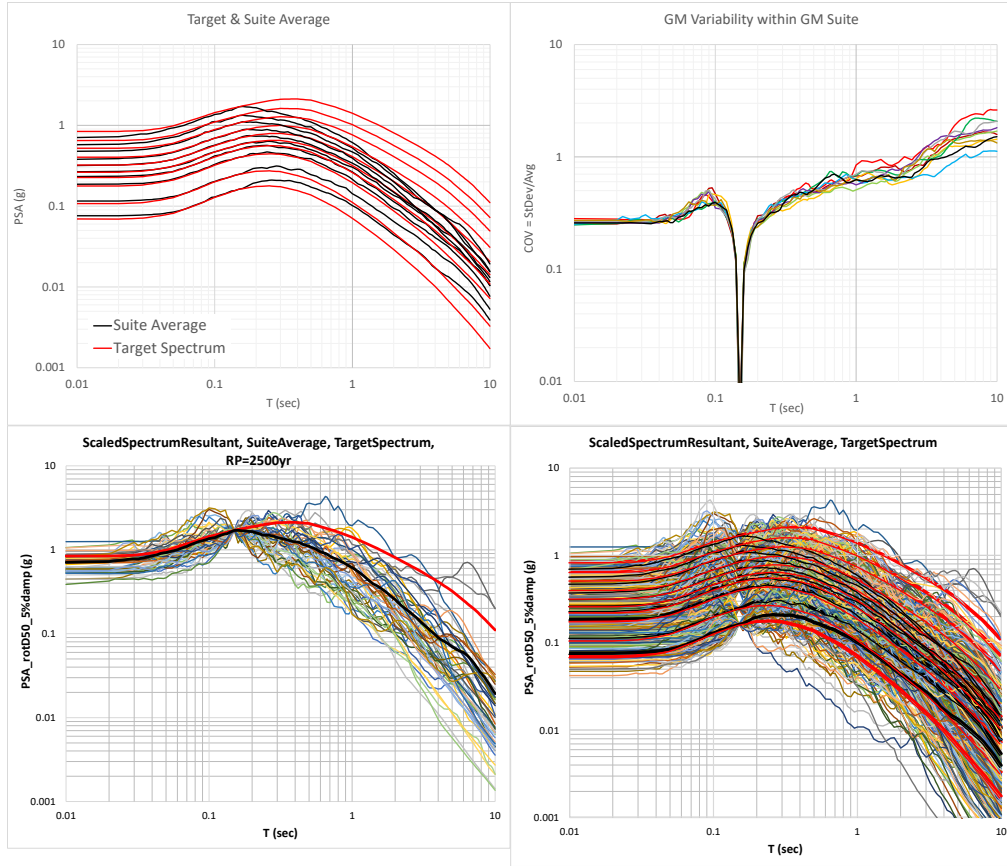 Target & Suite Average
10
1
0.1
0.01
0.001
PSA (g)
Suite Average
Target Spectrum
0.01
0.1
1
10
T (sec)
GM Variability within GM Suite
10
1
0.1
0.01
COV = StDev/Avg
0.01
0.1
1
10
T (sec)
ScaledSpectrumResultant, SuiteAverage, TargetSpectrum,
RP=2500yr
10
1
0.1
0.01
0.001
PSA_rotD50_5%damp (g)
0.01
0.1
1
10
T (sec)
ScaledSpectrumResultant, SuiteAverage, TargetSpectrum
10
1
0.1
0.01
0.001
PSA_rotD50_5%damp (g)
0.01
0.1
1
10
T (sec)